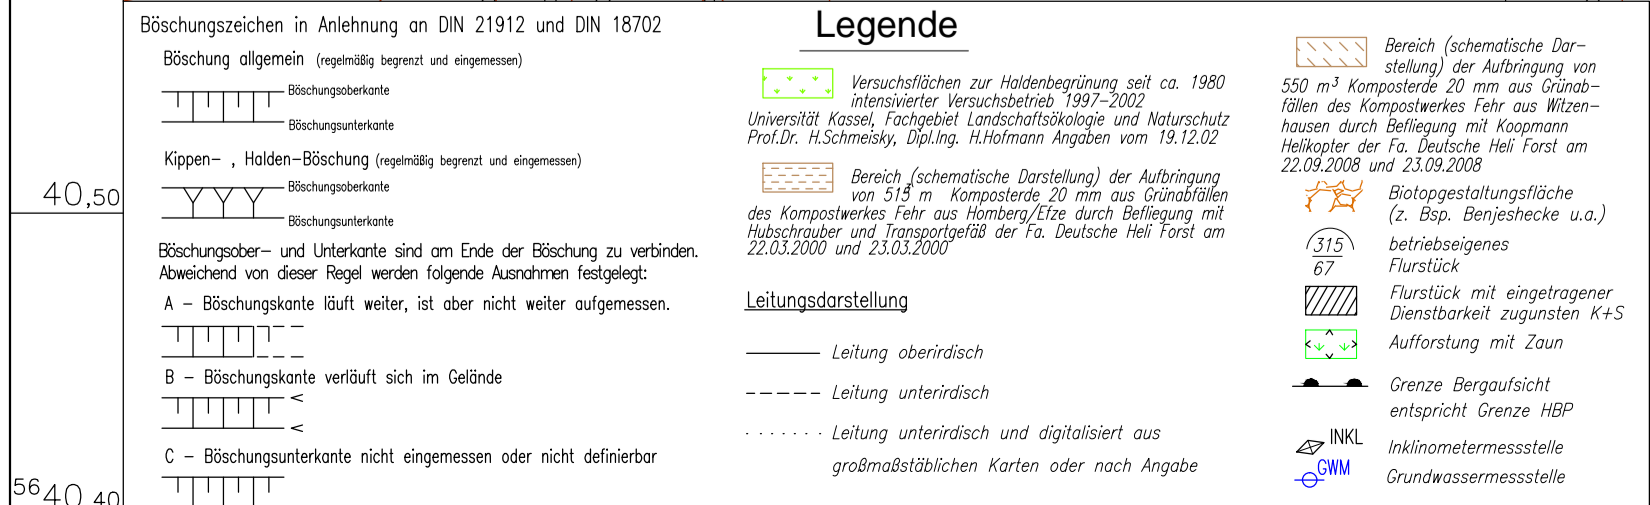 Böschungszeichen in Anlehnung an DIN 21912 und DIN 18702
Böschung allgemein (regelmäßig begrenzt und eingemessen)
Böschungsoberkante
Böschungsunterkante
Kippen- , Halden-Böschung (regelmäßig begrenzt und eingemessen)
Böschungsoberkante
Böschungsunterkante
Böschungsober- und Unterkante sind am Ende der Böschung zu verbinden.
Abweichend von dieser Regel werden folgende Ausnahmen festgelegt:
A - Böschungskante läuft weiter, ist aber nicht weiter aufgemessen.
B - Böschungskante verläuft sich im Gelände
C - Böschungsunterkante nicht eingemessen oder nicht definierbar
40,50
5640,40
Legende
Versuchsflächen zur Haldenbegrünung seit ca. 1980
intensivierter Versuchsbetrieb 1997-2002
Universität Kassel, Fachgebiet Landschaftsökologie und Naturschutz
Prof.Dr. H.Schmeisky, Dipl.Ing. H.Hofmann Angaben vom 19.12.02
Bereich (schematische Darstellung) der Aufbringung
von 515 m³ Komposterde 20 mm aus Grünabfällen
des Kompostwerkes Fehr aus Homberg/Efze durch Befliegung mit
Hubschrauber und Transportgefäß der Fa. Deutsche Heli Forst am
22.03.2000 und 23.03.2000
Leitungsdarstellung
Leitung oberirdisch
Leitung unterirdisch
Leitung unterirdisch und digitalisiert aus
großmaßstäblichen Karten oder nach Angabe
Bereich (schematische Dar-
stellung) der Aufbringung von
550 m³ Komposterde 20 mm aus Grünab-
fällen des Kompostwerkes Fehr aus Witzen-
hausen durch Befliegung mit Koopmann
Helikopter der Fa. Deutsche Heli Forst am
22.09.2008 und 23.09.2008
Biotopgestaltungsfläche
(z. Bsp. Benjeshecke u.a.)
315
67
betriebseigenes
Flurstück
Flurstück mit eingetragener
Dienstbarkeit zugunsten K+S
Aufforstung mit Zaun
Grenze Bergaufsicht
entspricht Grenze HBP
INKL
Inklinometermessstelle
GWM
Grundwassermessstelle